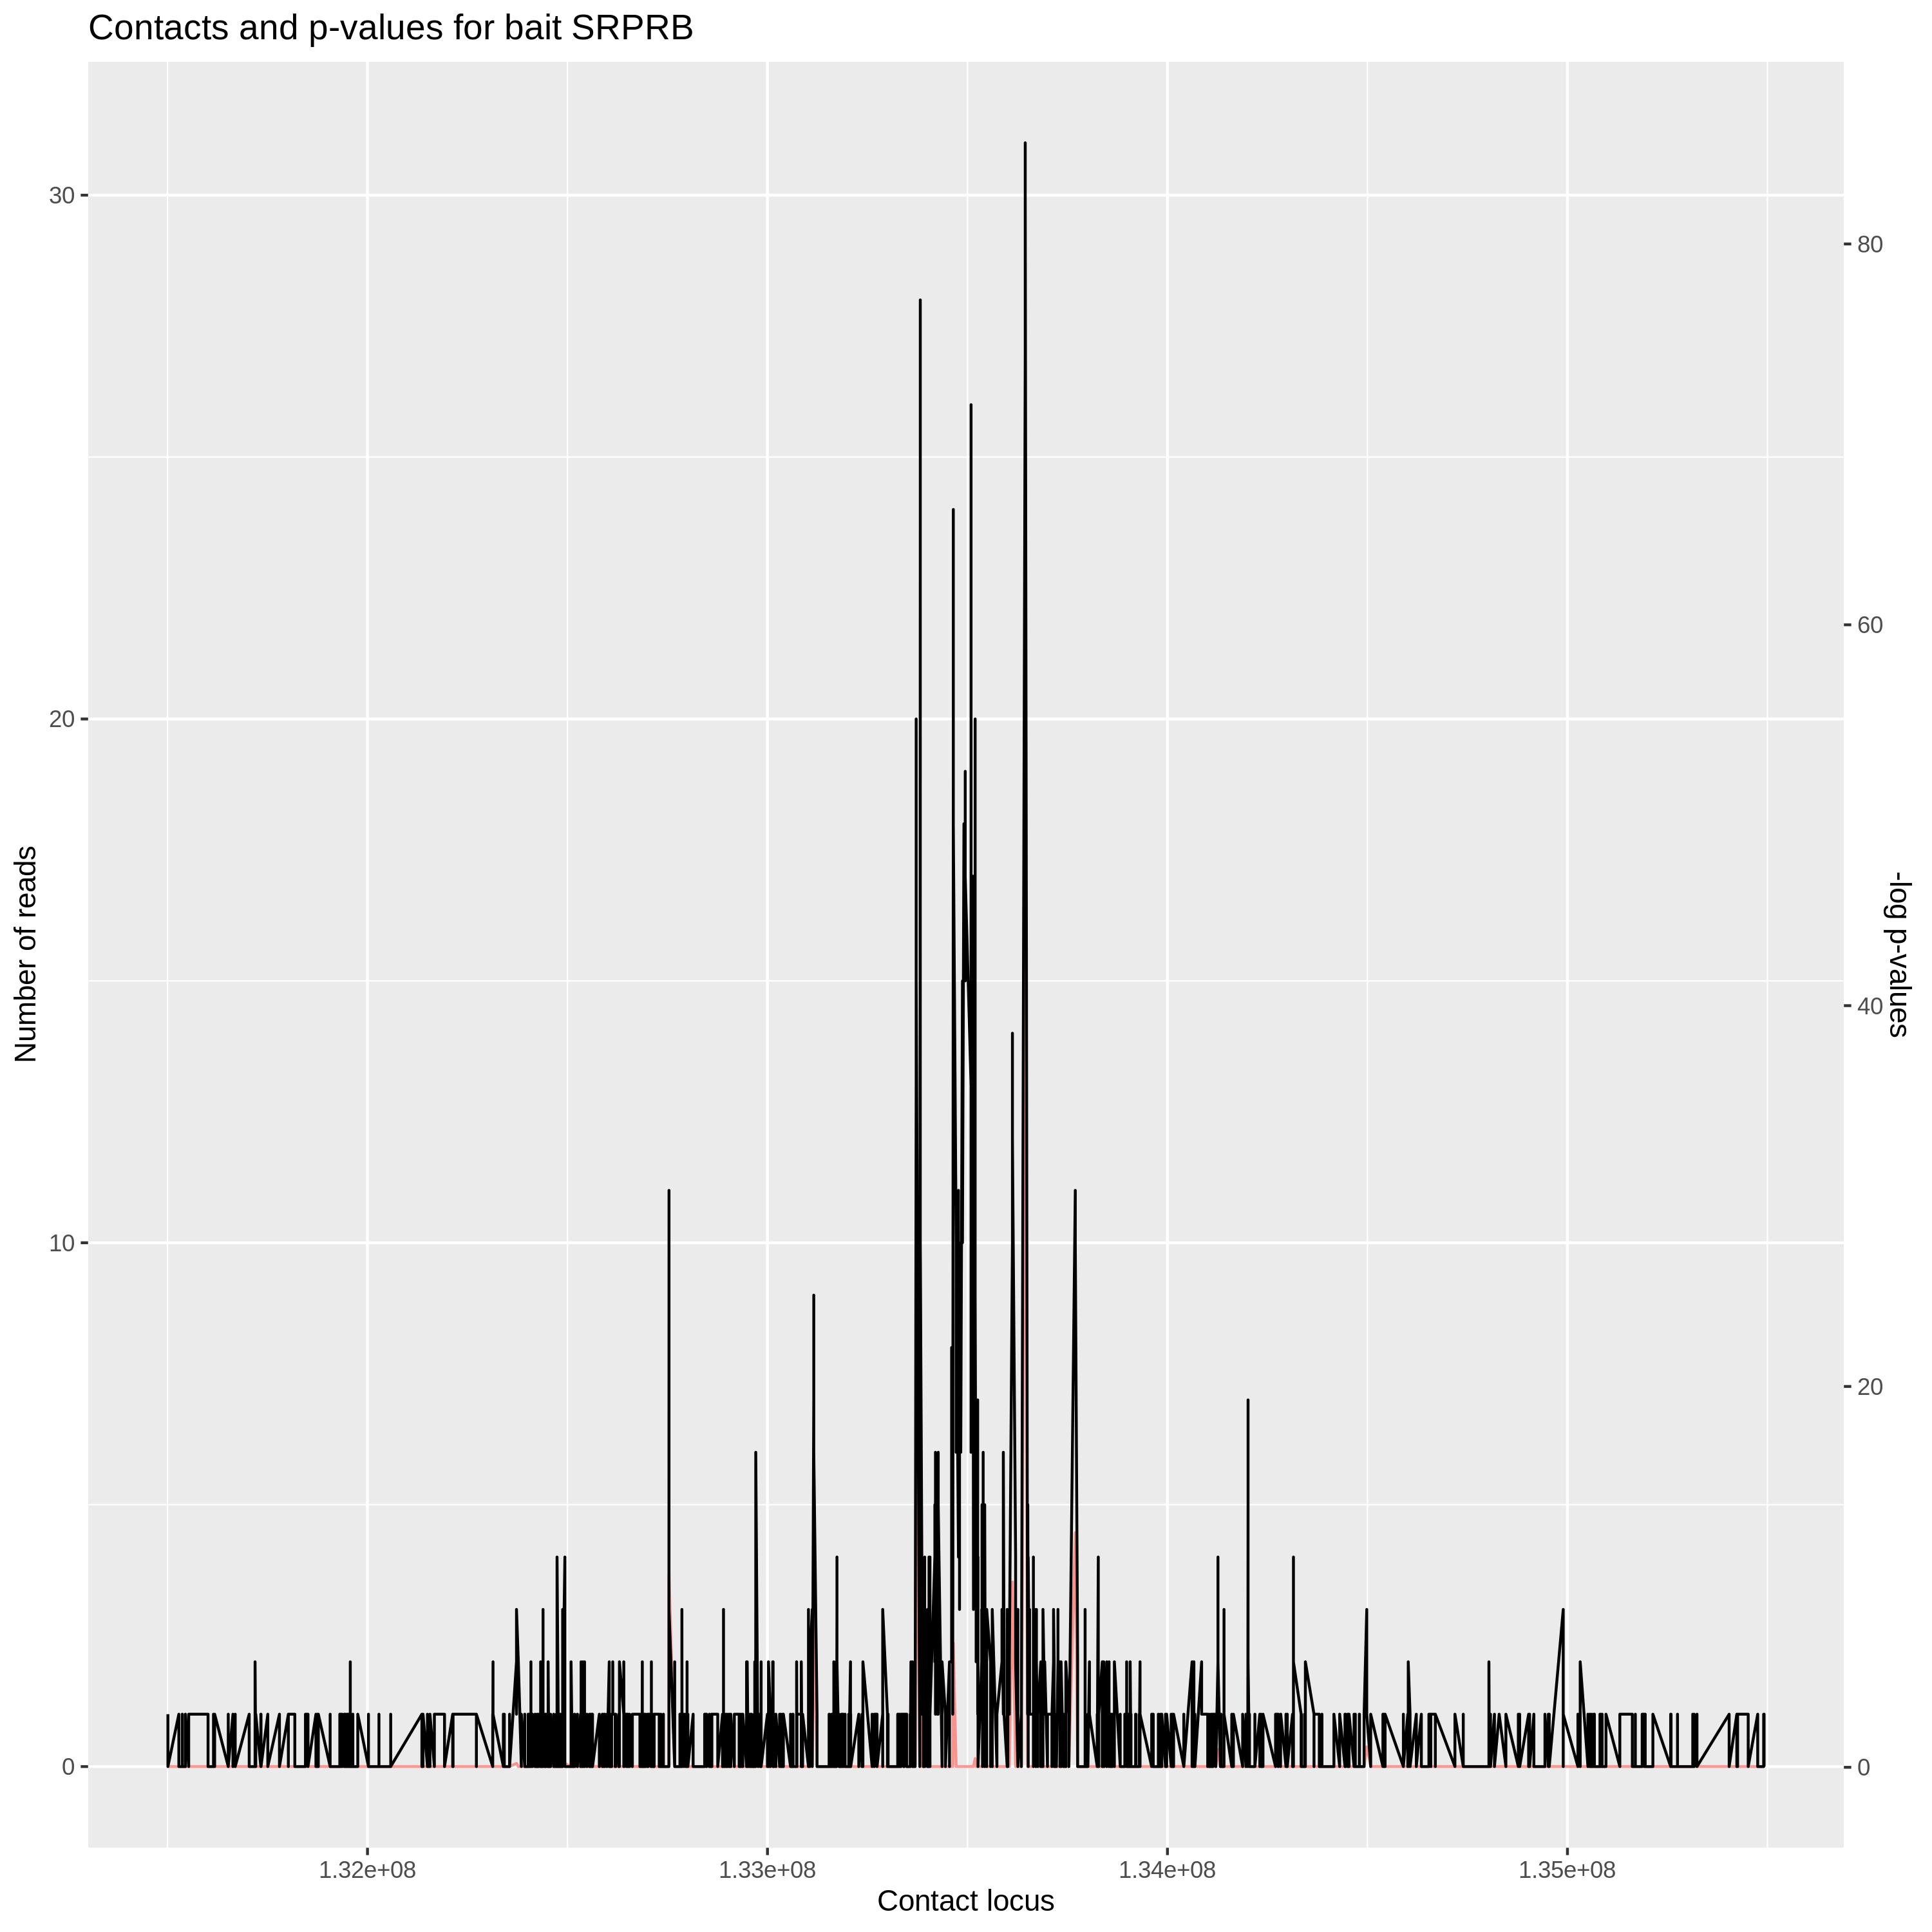 Contacts and p-values for bait SRPRB
30
20
10
0
Number of reads
80
60
40
20
0
-log p-values
1.32e+08
1.33e+08
1.34e+08
1.35e+08
Contact locus